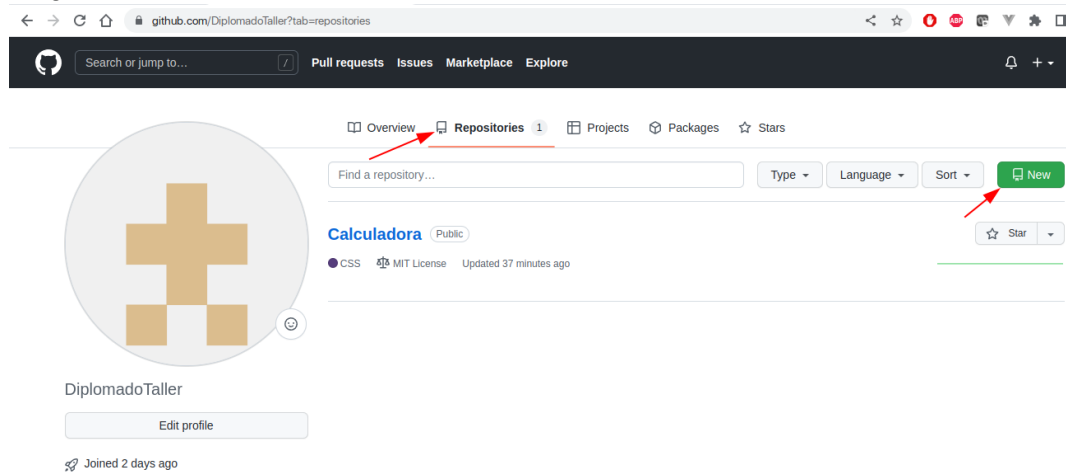 github.com/DiplomadoTaller?tab=repositories
ABP
Search or jump to... / Pull requests Issues Marketplace Explore
Overview Repositories 1 Projects Packages Stars
Find a repository... Type Language Sort New
Calculadora Public Star
CSS MIT License Updated 37 minutes ago
DiplomadoTaller
Edit profile
Joined 2 days ago